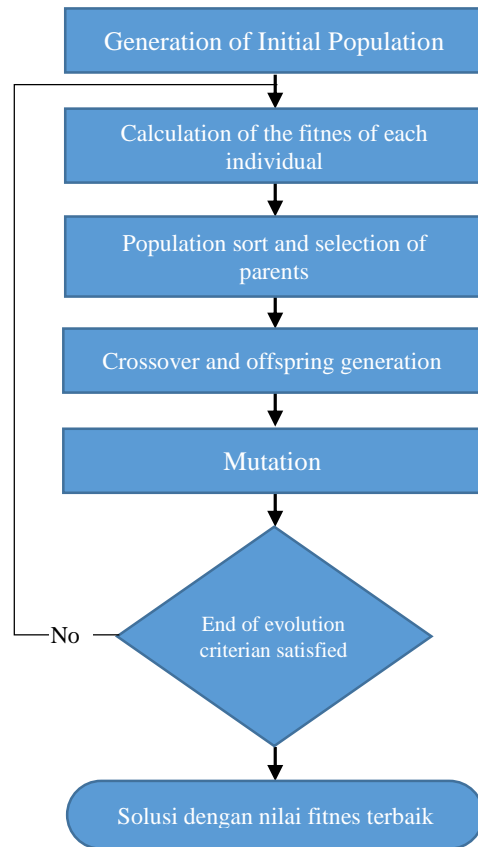 Generation of Initial Population
Calculation of the fitnes of each
individual
Population sort and selection of
parents
Crossover and offspring generation
Mutation
End of evolution
criterian satisfied
No
Solusi dengan nilai fitnes terbaik